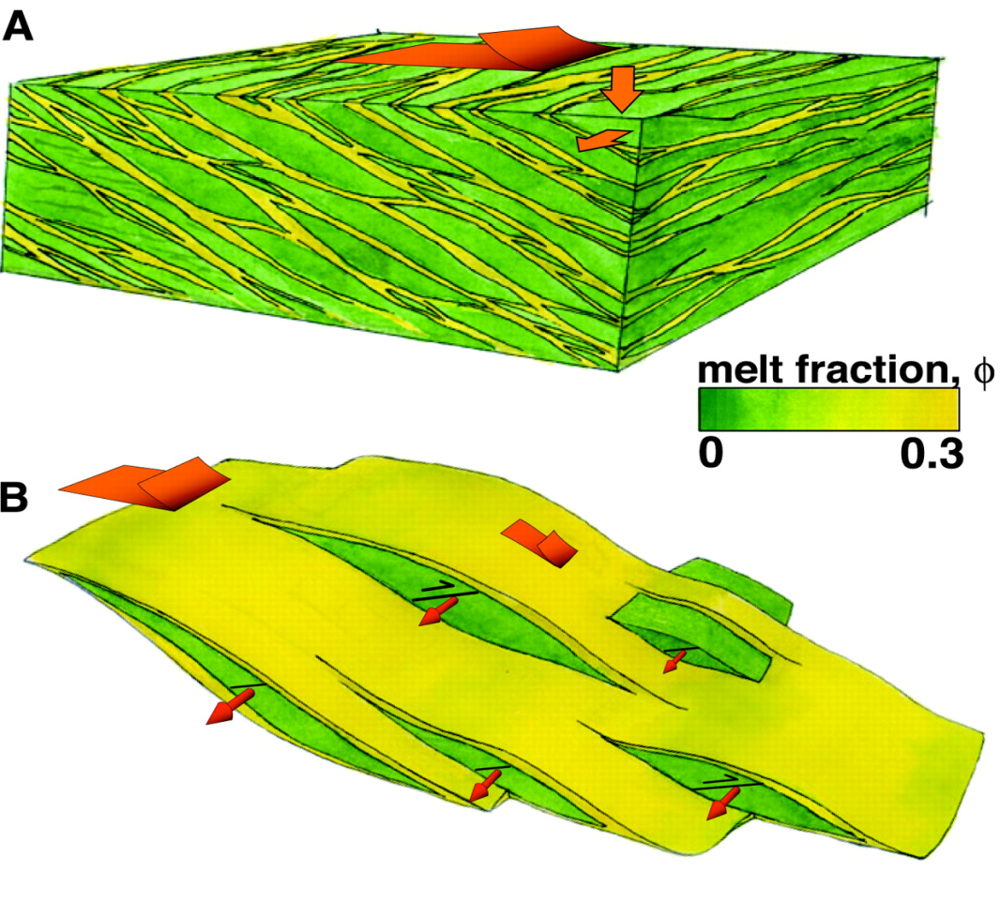 A
melt fraction, ϕ
0 0.3
B